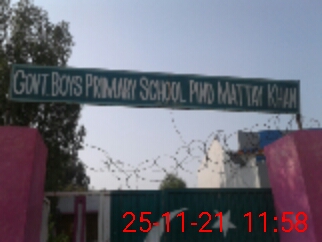 GOVT. BOYS PRIMARY SCHOOL PIND MATTAY KHAN
25-11-21 11:58